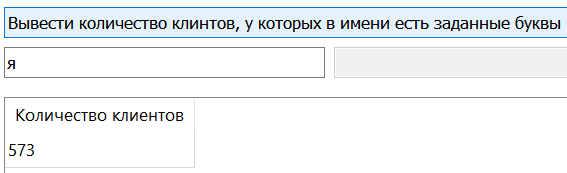 Вывести количество клинтов, у которых в имени есть заданные буквы
я
Количество клиентов
573